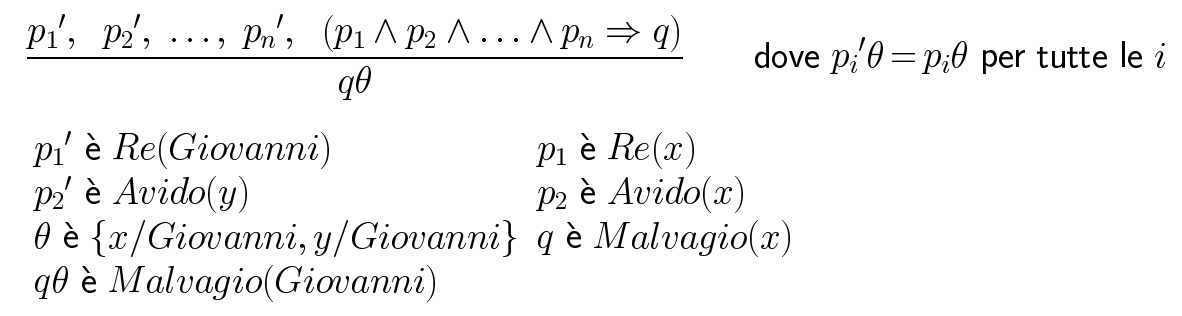 p₁′, p₂′, …, pₙ′, (p₁ ∧ p₂ ∧ … ∧ pₙ ⇒ q)
qθ
dove pᵢ′θ = pᵢθ per tutte le i
p₁′ è Re(Giovanni) p₁ è Re(x)
p₂′ è Avido(y) p₂ è Avido(x)
θ è {x/Giovanni, y/Giovanni} q è Malvagio(x)
qθ è Malvagio(Giovanni)